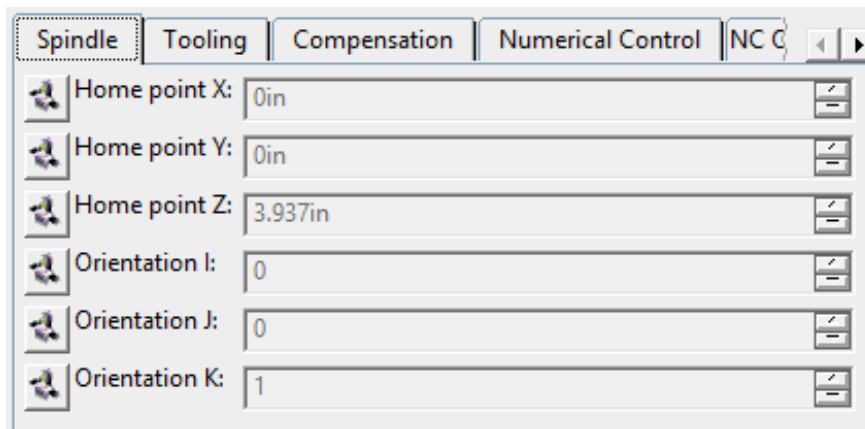 Spindle Tooling Compensation Numerical Control NC
Home point X: 0in
Home point Y: 0in
Home point Z: 3.937in
Orientation I: 0
Orientation J: 0
Orientation K: 1